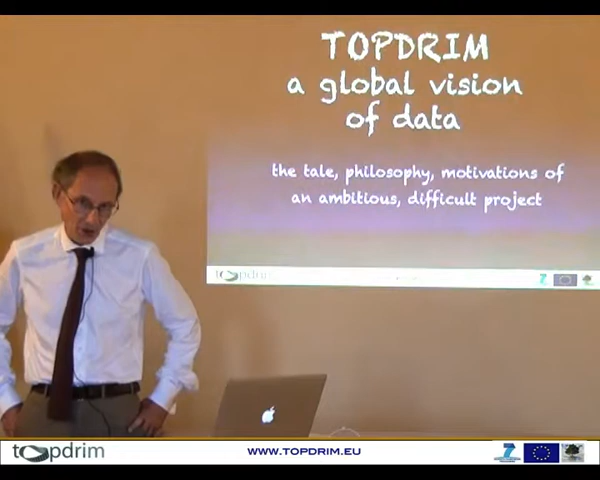 TOPDRIM
a global vision
of data
the tale, philosophy, motivations of
an ambitious, difficult project
topdrim
topdrim
WWW.TOPDRIM.EU
7